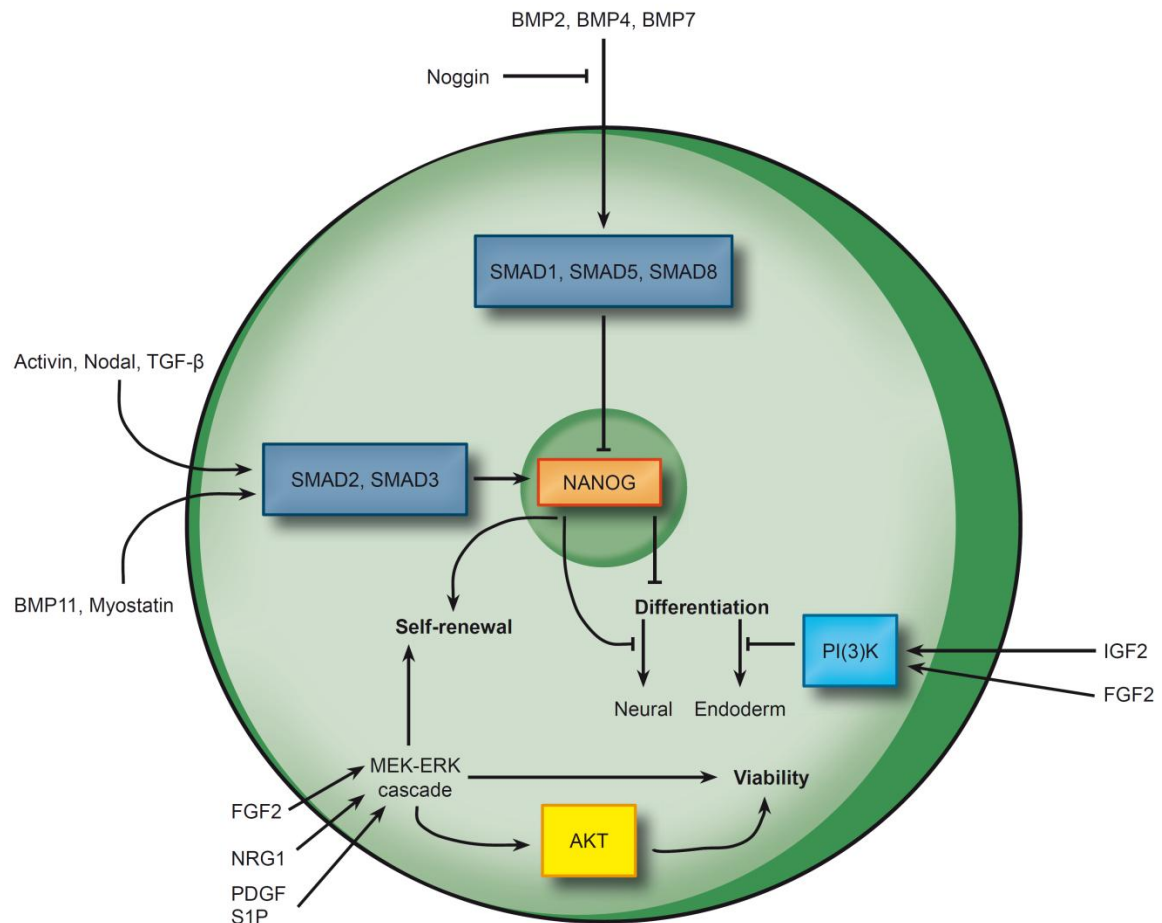 BMP2, BMP4, BMP7
Noggin
SMAD1, SMAD5, SMAD8
Activin, Nodal, TGF-β
SMAD2, SMAD3
NANOG
BMP11, Myostatin
Self-renewal
Differentiation
PI(3)K
IGF2
FGF2
Neural
Endoderm
MEK-ERK
cascade
Viability
FGF2
NRG1
AKT
PDGF
S1P